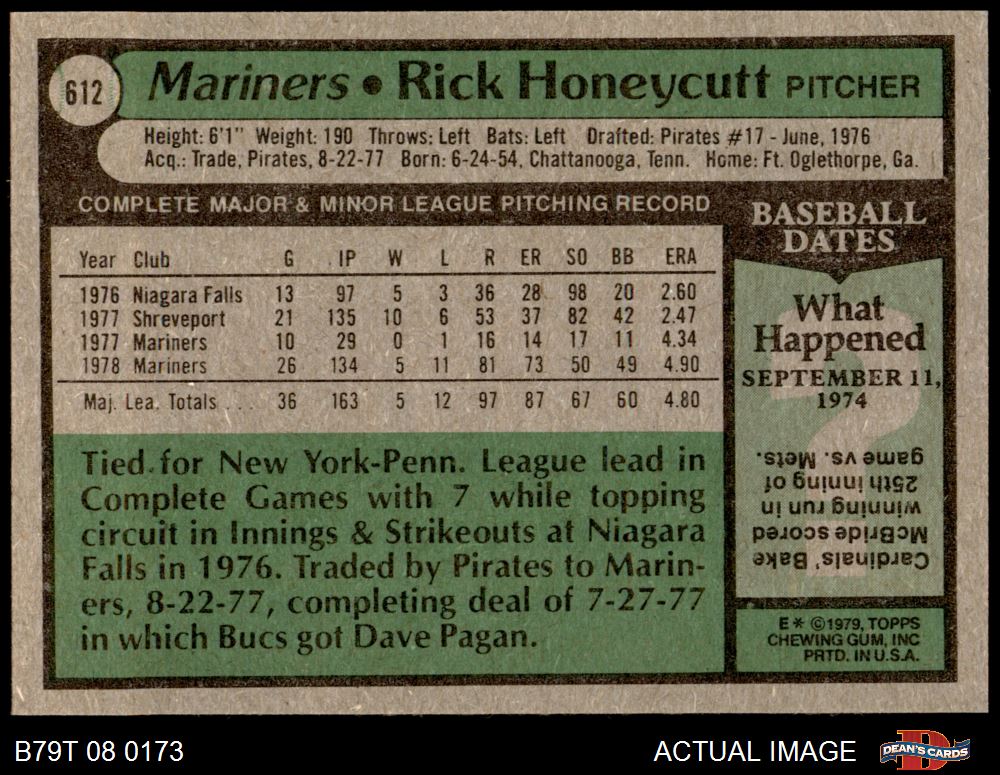 612
Mariners • Rick Honeycutt PITCHER
Height: 6'1" Weight: 190 Throws: Left Bats: Left Drafted: Pirates #17 - June, 1976
Acq.: Trade, Pirates, 8-22-77 Born: 6-24-54, Chattanooga, Tenn. Home: Ft. Oglethorpe, Ga.
COMPLETE MAJOR & MINOR LEAGUE PITCHING RECORD
Year Club G IP W L R ER SO BB ERA
1976 Niagara Falls 13 97 5 3 36 28 98 20 2.60
1977 Shreveport 21 135 10 6 53 37 82 42 2.47
1977 Mariners 10 29 0 1 16 14 17 11 4.34
1978 Mariners 26 134 5 11 81 73 50 49 4.90
Maj. Lea. Totals . . . 36 163 5 12 97 87 67 60 4.80
Tied for New York-Penn. League lead in
Complete Games with 7 while topping
circuit in Innings & Strikeouts at Niagara
Falls in 1976. Traded by Pirates to Marin-
ers, 8-22-77, completing deal of 7-27-77
in which Bucs got Dave Pagan.
BASEBALL
DATES
What
Happened
SEPTEMBER 11,
1974
Cardinals' Bake
McBride scored
winning run in
25th inning of
game vs. Mets.
E* ©1979, TOPPS
CHEWING GUM, INC
PRTD. IN U.S.A.
B79T 08 0173
ACTUAL IMAGE
DEAN'S CARDS